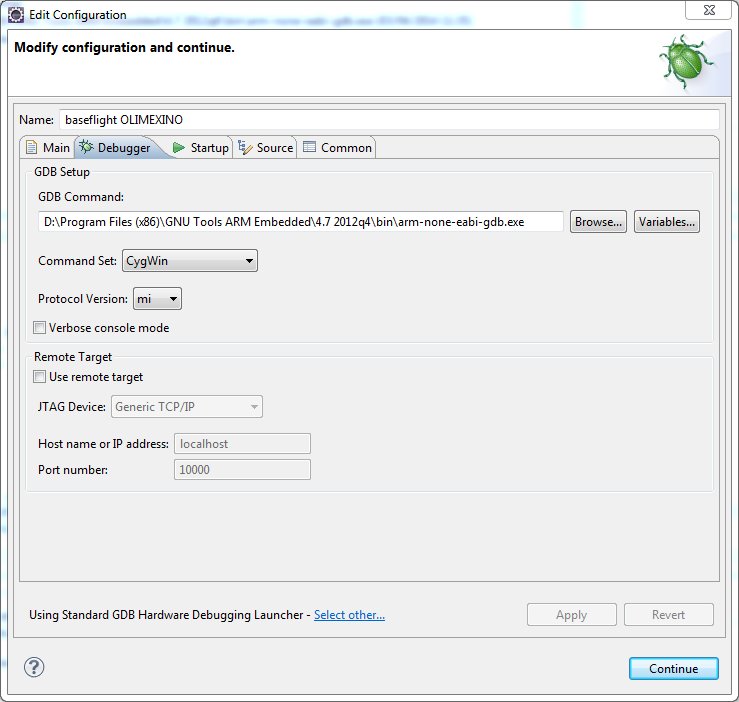 Edit Configuration
Modify configuration and continue.
Name: baseflight OLIMEXINO
Main Debugger Startup Source Common
GDB Setup
GDB Command:
D:\Program Files (x86)\GNU Tools ARM Embedded\4.7 2012q4\bin\arm-none-eabi-gdb.exe Browse... Variables...
Command Set: CygWin
Protocol Version: mi
Verbose console mode
Remote Target
Use remote target
JTAG Device: Generic TCP/IP
Host name or IP address: localhost
Port number: 10000
Using Standard GDB Hardware Debugging Launcher - Select other... Apply Revert
? Continue